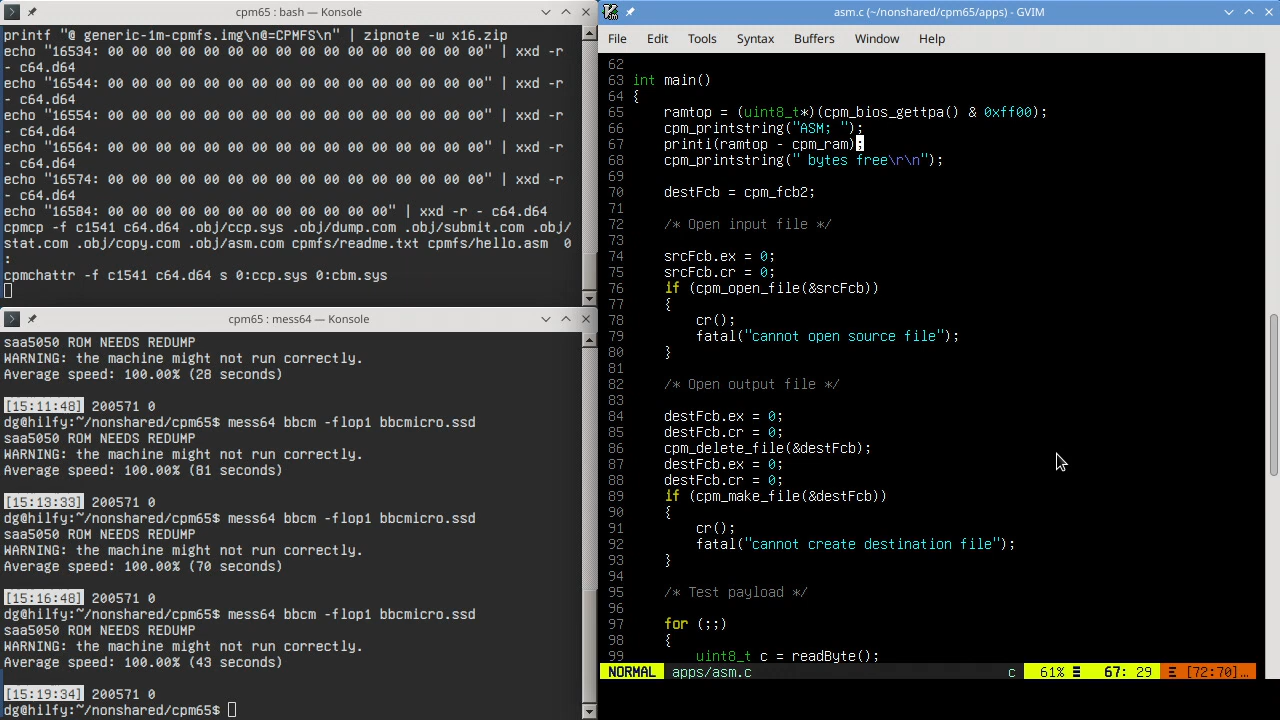 cpm65 : bash — Konsole
printf "@ generic-1m-cpmfs.img\n@=CPMFS\n" | zipnote -w x16.zip
echo "16534: 00 00 00 00 00 00 00 00 00 00 00 00 00 00 00 00" | xxd -r
- c64.d64
echo "16544: 00 00 00 00 00 00 00 00 00 00 00 00 00 00 00 00" | xxd -r
- c64.d64
echo "16554: 00 00 00 00 00 00 00 00 00 00 00 00 00 00 00 00" | xxd -r
- c64.d64
echo "16564: 00 00 00 00 00 00 00 00 00 00 00 00 00 00 00 00" | xxd -r
- c64.d64
echo "16574: 00 00 00 00 00 00 00 00 00 00 00 00 00 00 00 00" | xxd -r
- c64.d64
echo "16584: 00 00 00 00 00 00 00 00 00 00 00 00" | xxd -r - c64.d64
cpmcp -f c1541 c64.d64 .obj/ccp.sys .obj/dump.com .obj/submit.com .obj/
stat.com .obj/copy.com .obj/asm.com cpmfs/readme.txt cpmfs/hello.asm  0
:
cpmchattr -f c1541 c64.d64 s 0:ccp.sys 0:cbm.sys
cpm65 : mess64 — Konsole
saa5050 ROM NEEDS REDUMP
WARNING: the machine might not run correctly.
Average speed: 100.00% (28 seconds)
[15:11:48] 200571 0
dg@hilfy:~/nonshared/cpm65$ mess64 bbcm -flop1 bbcmicro.ssd
saa5050 ROM NEEDS REDUMP
WARNING: the machine might not run correctly.
Average speed: 100.00% (81 seconds)
[15:13:33] 200571 0
dg@hilfy:~/nonshared/cpm65$ mess64 bbcm -flop1 bbcmicro.ssd
saa5050 ROM NEEDS REDUMP
WARNING: the machine might not run correctly.
Average speed: 100.00% (70 seconds)
[15:16:48] 200571 0
dg@hilfy:~/nonshared/cpm65$ mess64 bbcm -flop1 bbcmicro.ssd
saa5050 ROM NEEDS REDUMP
WARNING: the machine might not run correctly.
Average speed: 100.00% (43 seconds)
[15:19:34] 200571 0
dg@hilfy:~/nonshared/cpm65$
asm.c (~/nonshared/cpm65/apps) - GVIM
File Edit Tools Syntax Buffers Window Help
62
63 int main()
64 {
65     ramtop = (uint8_t*)(cpm_bios_gettpa() & 0xff00);
66     cpm_printstring("ASM; ");
67     printi(ramtop - cpm_ram);
68     cpm_printstring(" bytes free\r\n");
69
70     destFcb = cpm_fcb2;
71
72     /* Open input file */
73
74     srcFcb.ex = 0;
75     srcFcb.cr = 0;
76     if (cpm_open_file(&srcFcb))
77     {
78         cr();
79         fatal("cannot open source file");
80     }
81
82     /* Open output file */
83
84     destFcb.ex = 0;
85     destFcb.cr = 0;
86     cpm_delete_file(&destFcb);
87     destFcb.ex = 0;
88     destFcb.cr = 0;
89     if (cpm_make_file(&destFcb))
90     {
91         cr();
92         fatal("cannot create destination file");
93     }
94
95     /* Test payload */
96
97     for (;;)
98     {
99         uint8_t c = readByte();
NORMAL apps/asm.c c 61% ☰ 67: 29 Ξ [72:70]…